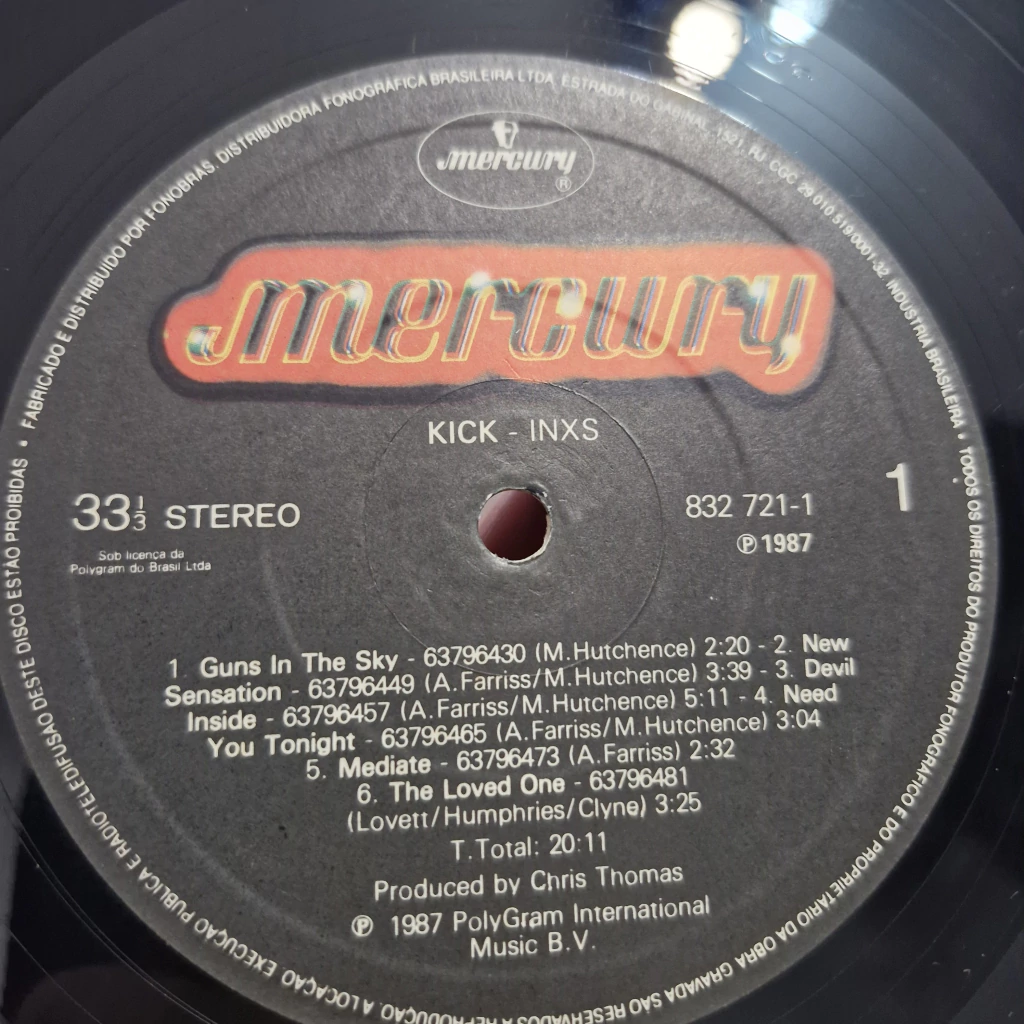 FABRICADO E DISTRIBUIDO POR FONOBRAS. DISTRIBUIDORA FONOGRÁFICA BRASILEIRA LTDA. ESTRADA DO GABINAL, 1521, RJ. CGC 29.010.519/0001-32 INDUSTRIA BRASILEIRA • TODOS OS DIREITOS DO PRODUTOR FONOGRÁFICO E DO PROPRIETÁRIO DA OBRA GRAVADA SÃO RESERVADOS A REPRODUÇÃO. A LOCAÇÃO, EXECUÇÃO PUBLICA E RADIOTELEDIFUSÃO DESTE DISCO ESTÃO PROIBIDAS •
mercury ®
mercury
KICK - INXS
33 1/3 STEREO
832 721-1
1
Sob licença da
Polygram do Brasil Ltda
℗ 1987
1. Guns In The Sky - 63796430 (M.Hutchence) 2:20 - 2. New
Sensation - 63796449 (A.Farriss/M.Hutchence) 3:39 - 3. Devil
Inside - 63796457 (A.Farriss/M.Hutchence) 5:11 - 4. Need
You Tonight - 63796465 (A.Farriss/M.Hutchence) 3:04
5. Mediate - 63796473 (A.Farriss) 2:32
6. The Loved One - 63796481
(Lovett/Humphries/Clyne) 3:25
T.Total: 20:11
Produced by Chris Thomas
℗ 1987 PolyGram International
Music B.V.